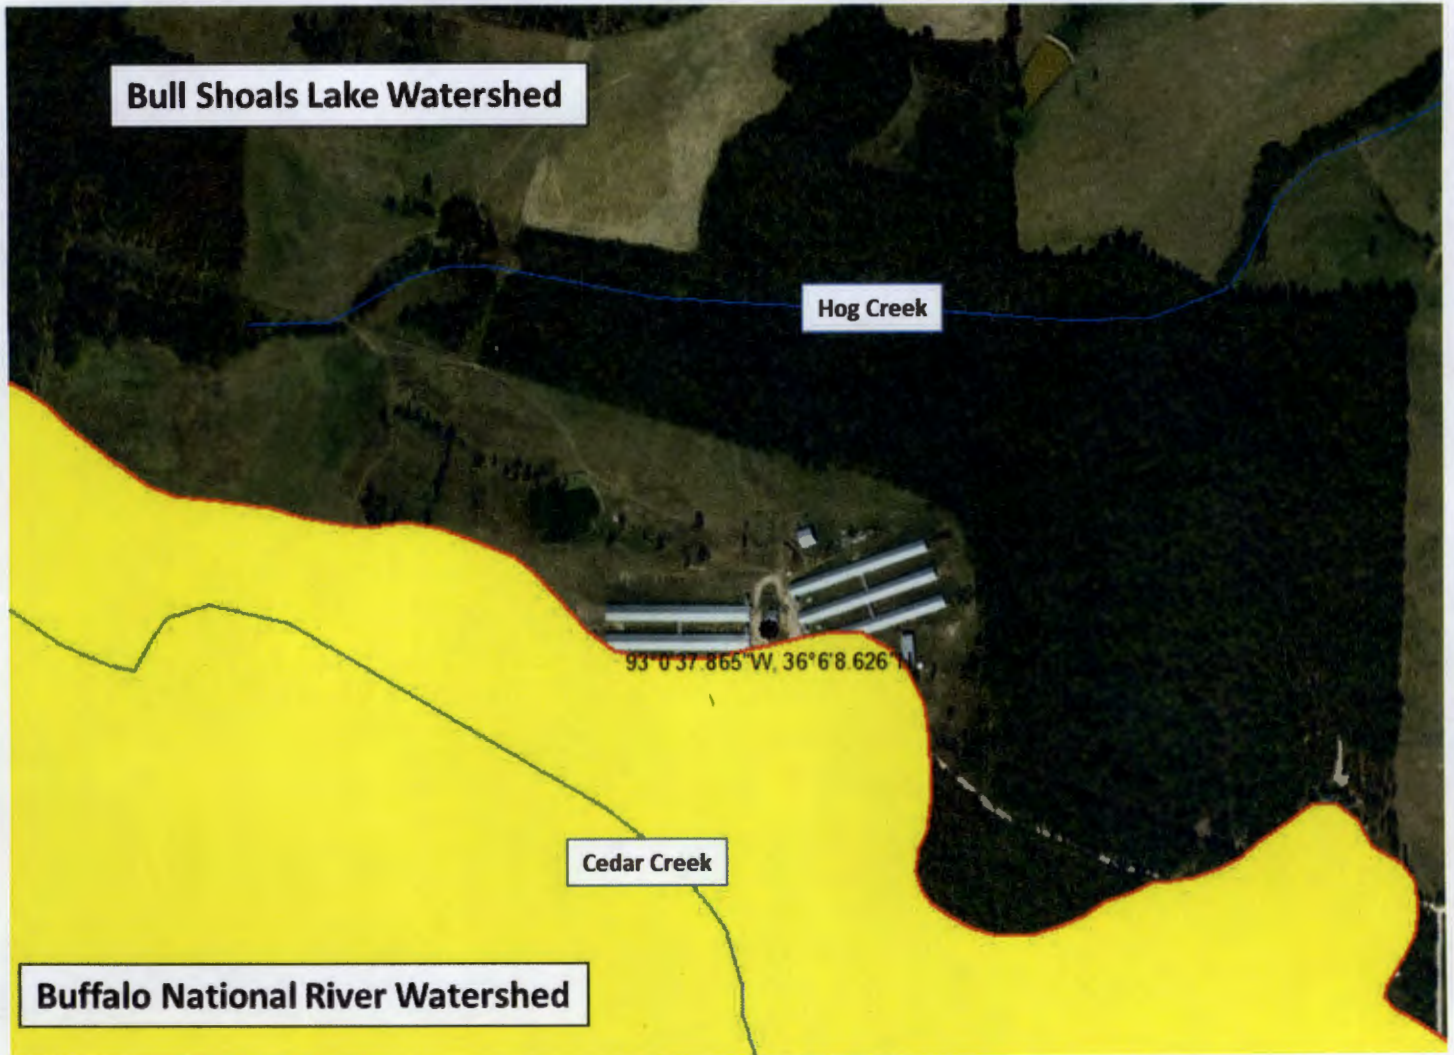 Bull Shoals Lake Watershed
Hog Creek
93°0'37.865"W, 36°6'8.626"N
Cedar Creek
Buffalo National River Watershed